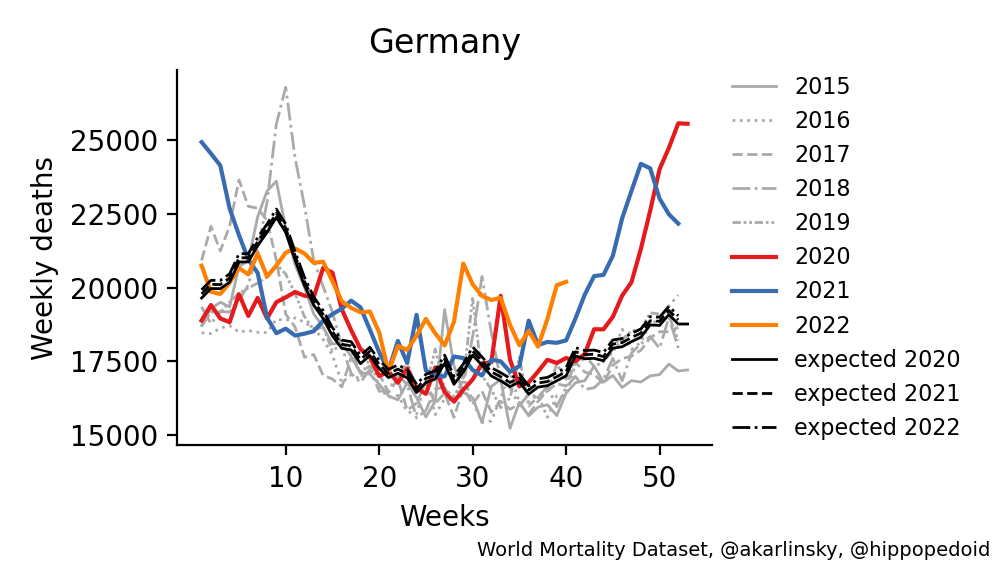 Germany
Weekly deaths
25000
22500
20000
17500
15000
10
20
30
40
50
Weeks
2015
2016
2017
2018
2019
2020
2021
2022
expected 2020
expected 2021
expected 2022
World Mortality Dataset, @akarlinsky, @hippopedoid